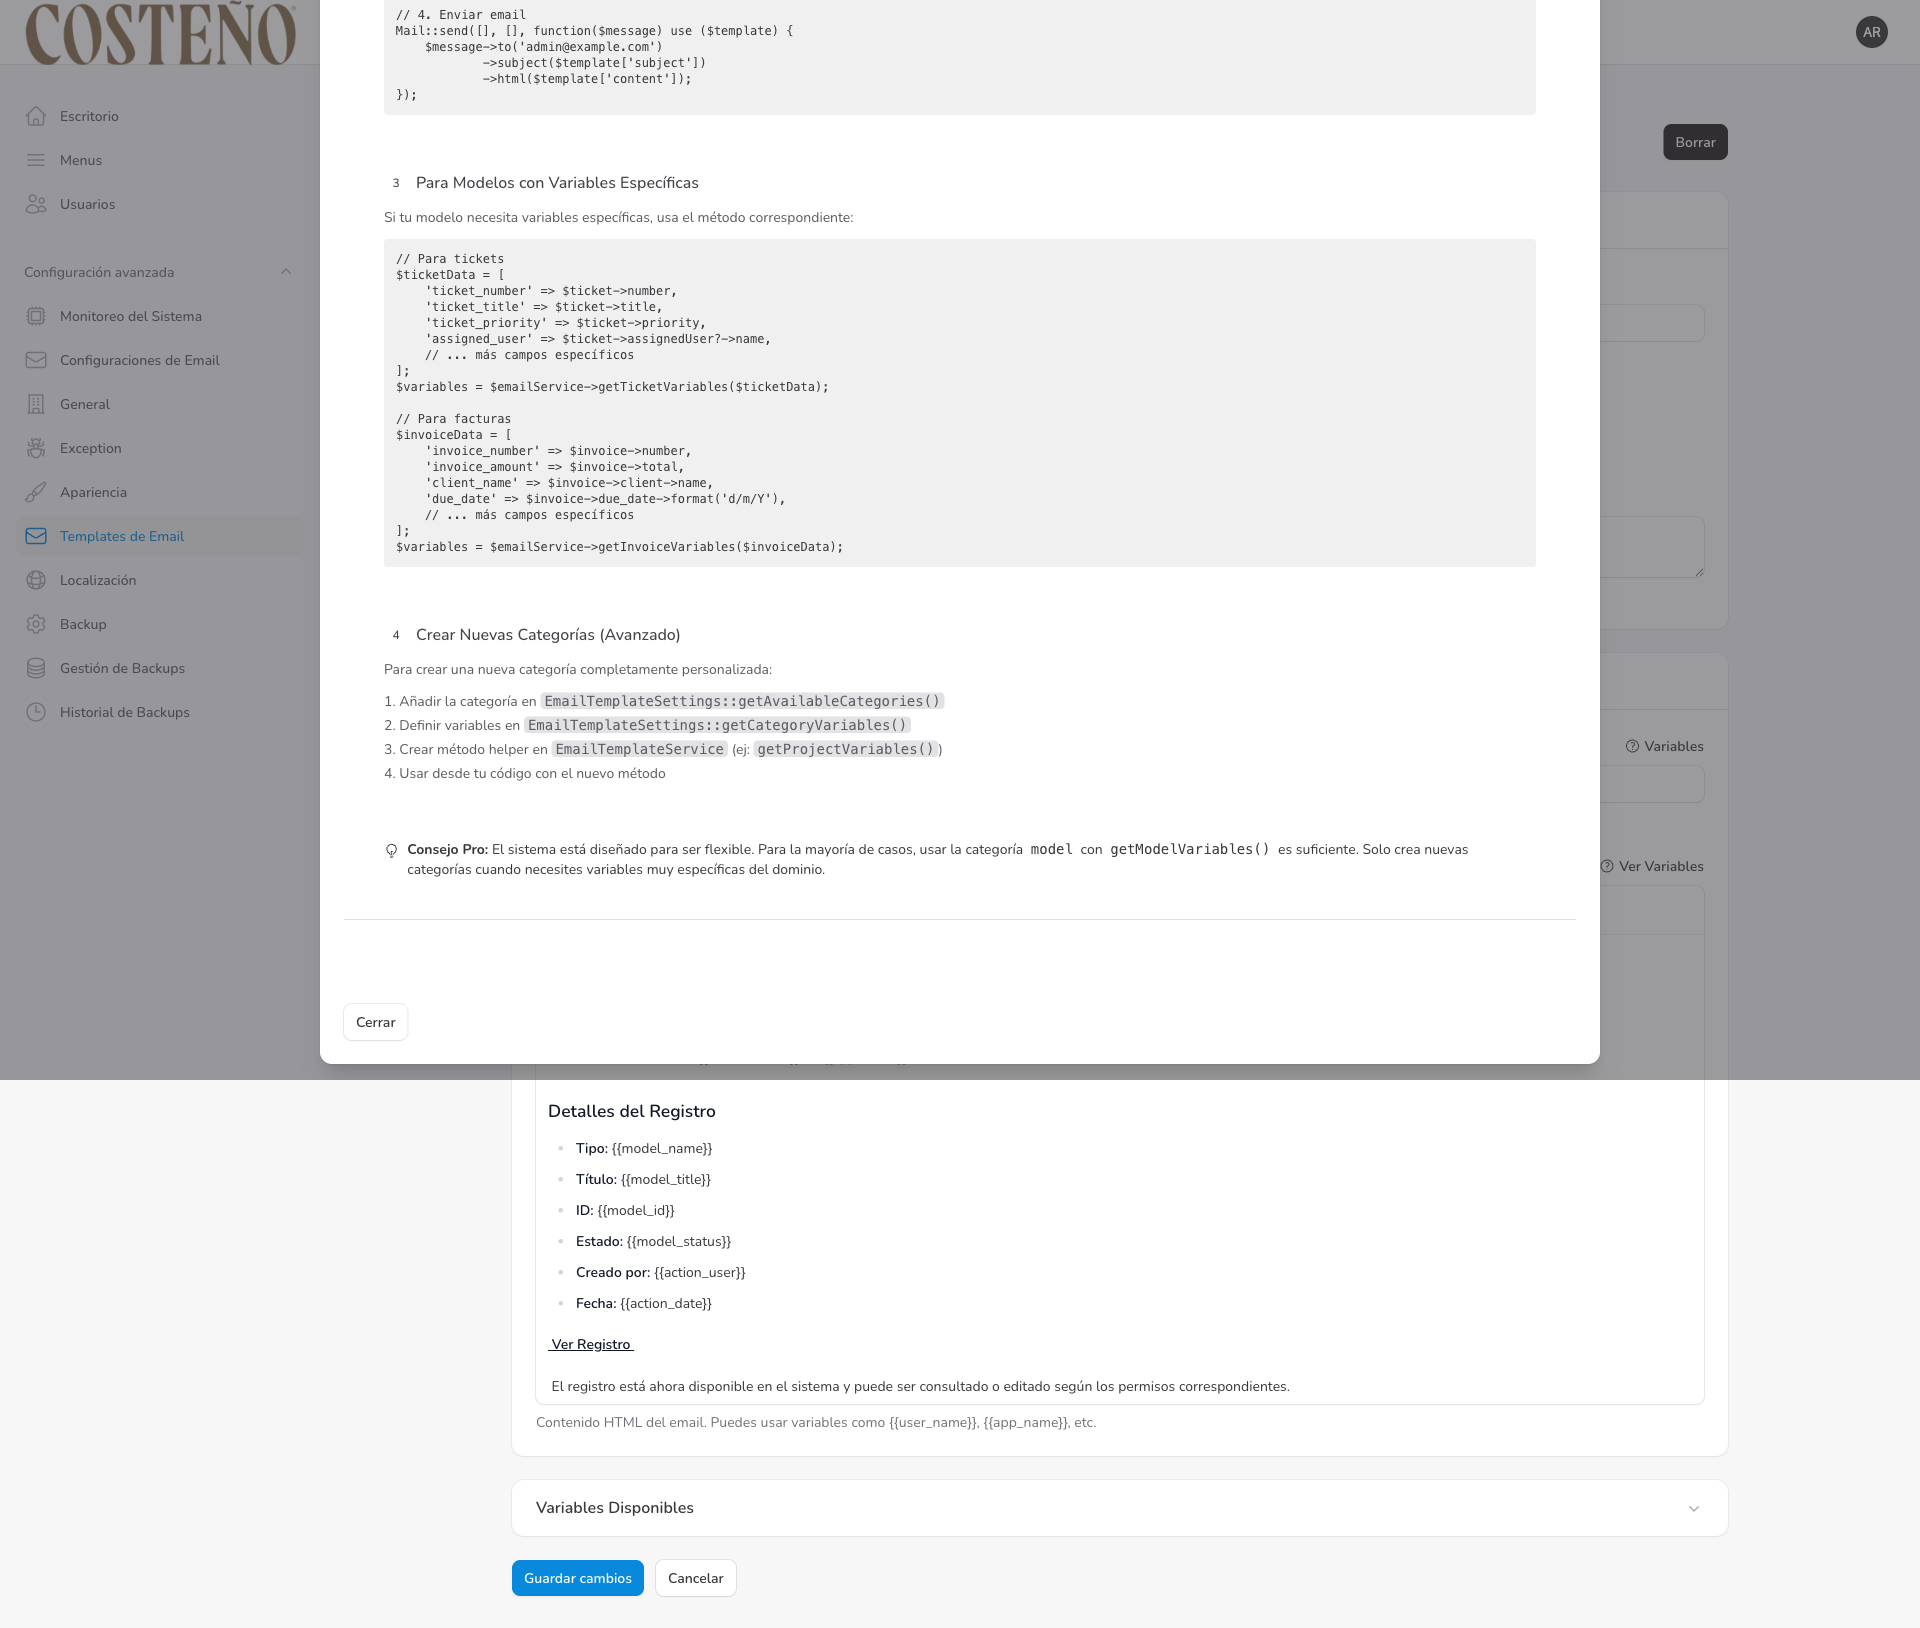 COSTEÑO
AR
Escritorio
Menus
Usuarios
Configuración avanzada
Monitoreo del Sistema
Configuraciones de Email
General
Exception
Apariencia
Templates de Email
Localización
Backup
Gestión de Backups
Historial de Backups
// 4. Enviar email
Mail::send([], [], function($message) use ($template) {
    $message->to('admin@example.com')
            ->subject($template['subject'])
            ->html($template['content']);
});
3 Para Modelos con Variables Específicas
Si tu modelo necesita variables específicas, usa el método correspondiente:
// Para tickets
$ticketData = [
    'ticket_number' => $ticket->number,
    'ticket_title' => $ticket->title,
    'ticket_priority' => $ticket->priority,
    'assigned_user' => $ticket->assignedUser?->name,
    // ... más campos específicos
];
$variables = $emailService->getTicketVariables($ticketData);
// Para facturas
$invoiceData = [
    'invoice_number' => $invoice->number,
    'invoice_amount' => $invoice->total,
    'client_name' => $invoice->client->name,
    'due_date' => $invoice->due_date->format('d/m/Y'),
    // ... más campos específicos
];
$variables = $emailService->getInvoiceVariables($invoiceData);
4 Crear Nuevas Categorías (Avanzado)
Para crear una nueva categoría completamente personalizada:
1. Añadir la categoría en EmailTemplateSettings::getAvailableCategories()
2. Definir variables en EmailTemplateSettings::getCategoryVariables()
3. Crear método helper en EmailTemplateService (ej: getProjectVariables())
4. Usar desde tu código con el nuevo método
Consejo Pro: El sistema está diseñado para ser flexible. Para la mayoría de casos, usar la categoría model con getModelVariables() es suficiente. Solo crea nuevas
categorías cuando necesites variables muy específicas del dominio.
Cerrar
Borrar
Variables
Ver Variables
Detalles del Registro
Tipo: {{model_name}}
Título: {{model_title}}
ID: {{model_id}}
Estado: {{model_status}}
Creado por: {{action_user}}
Fecha: {{action_date}}
Ver Registro
El registro está ahora disponible en el sistema y puede ser consultado o editado según los permisos correspondientes.
Contenido HTML del email. Puedes usar variables como {{user_name}}, {{app_name}}, etc.
Variables Disponibles
Guardar cambios
Cancelar